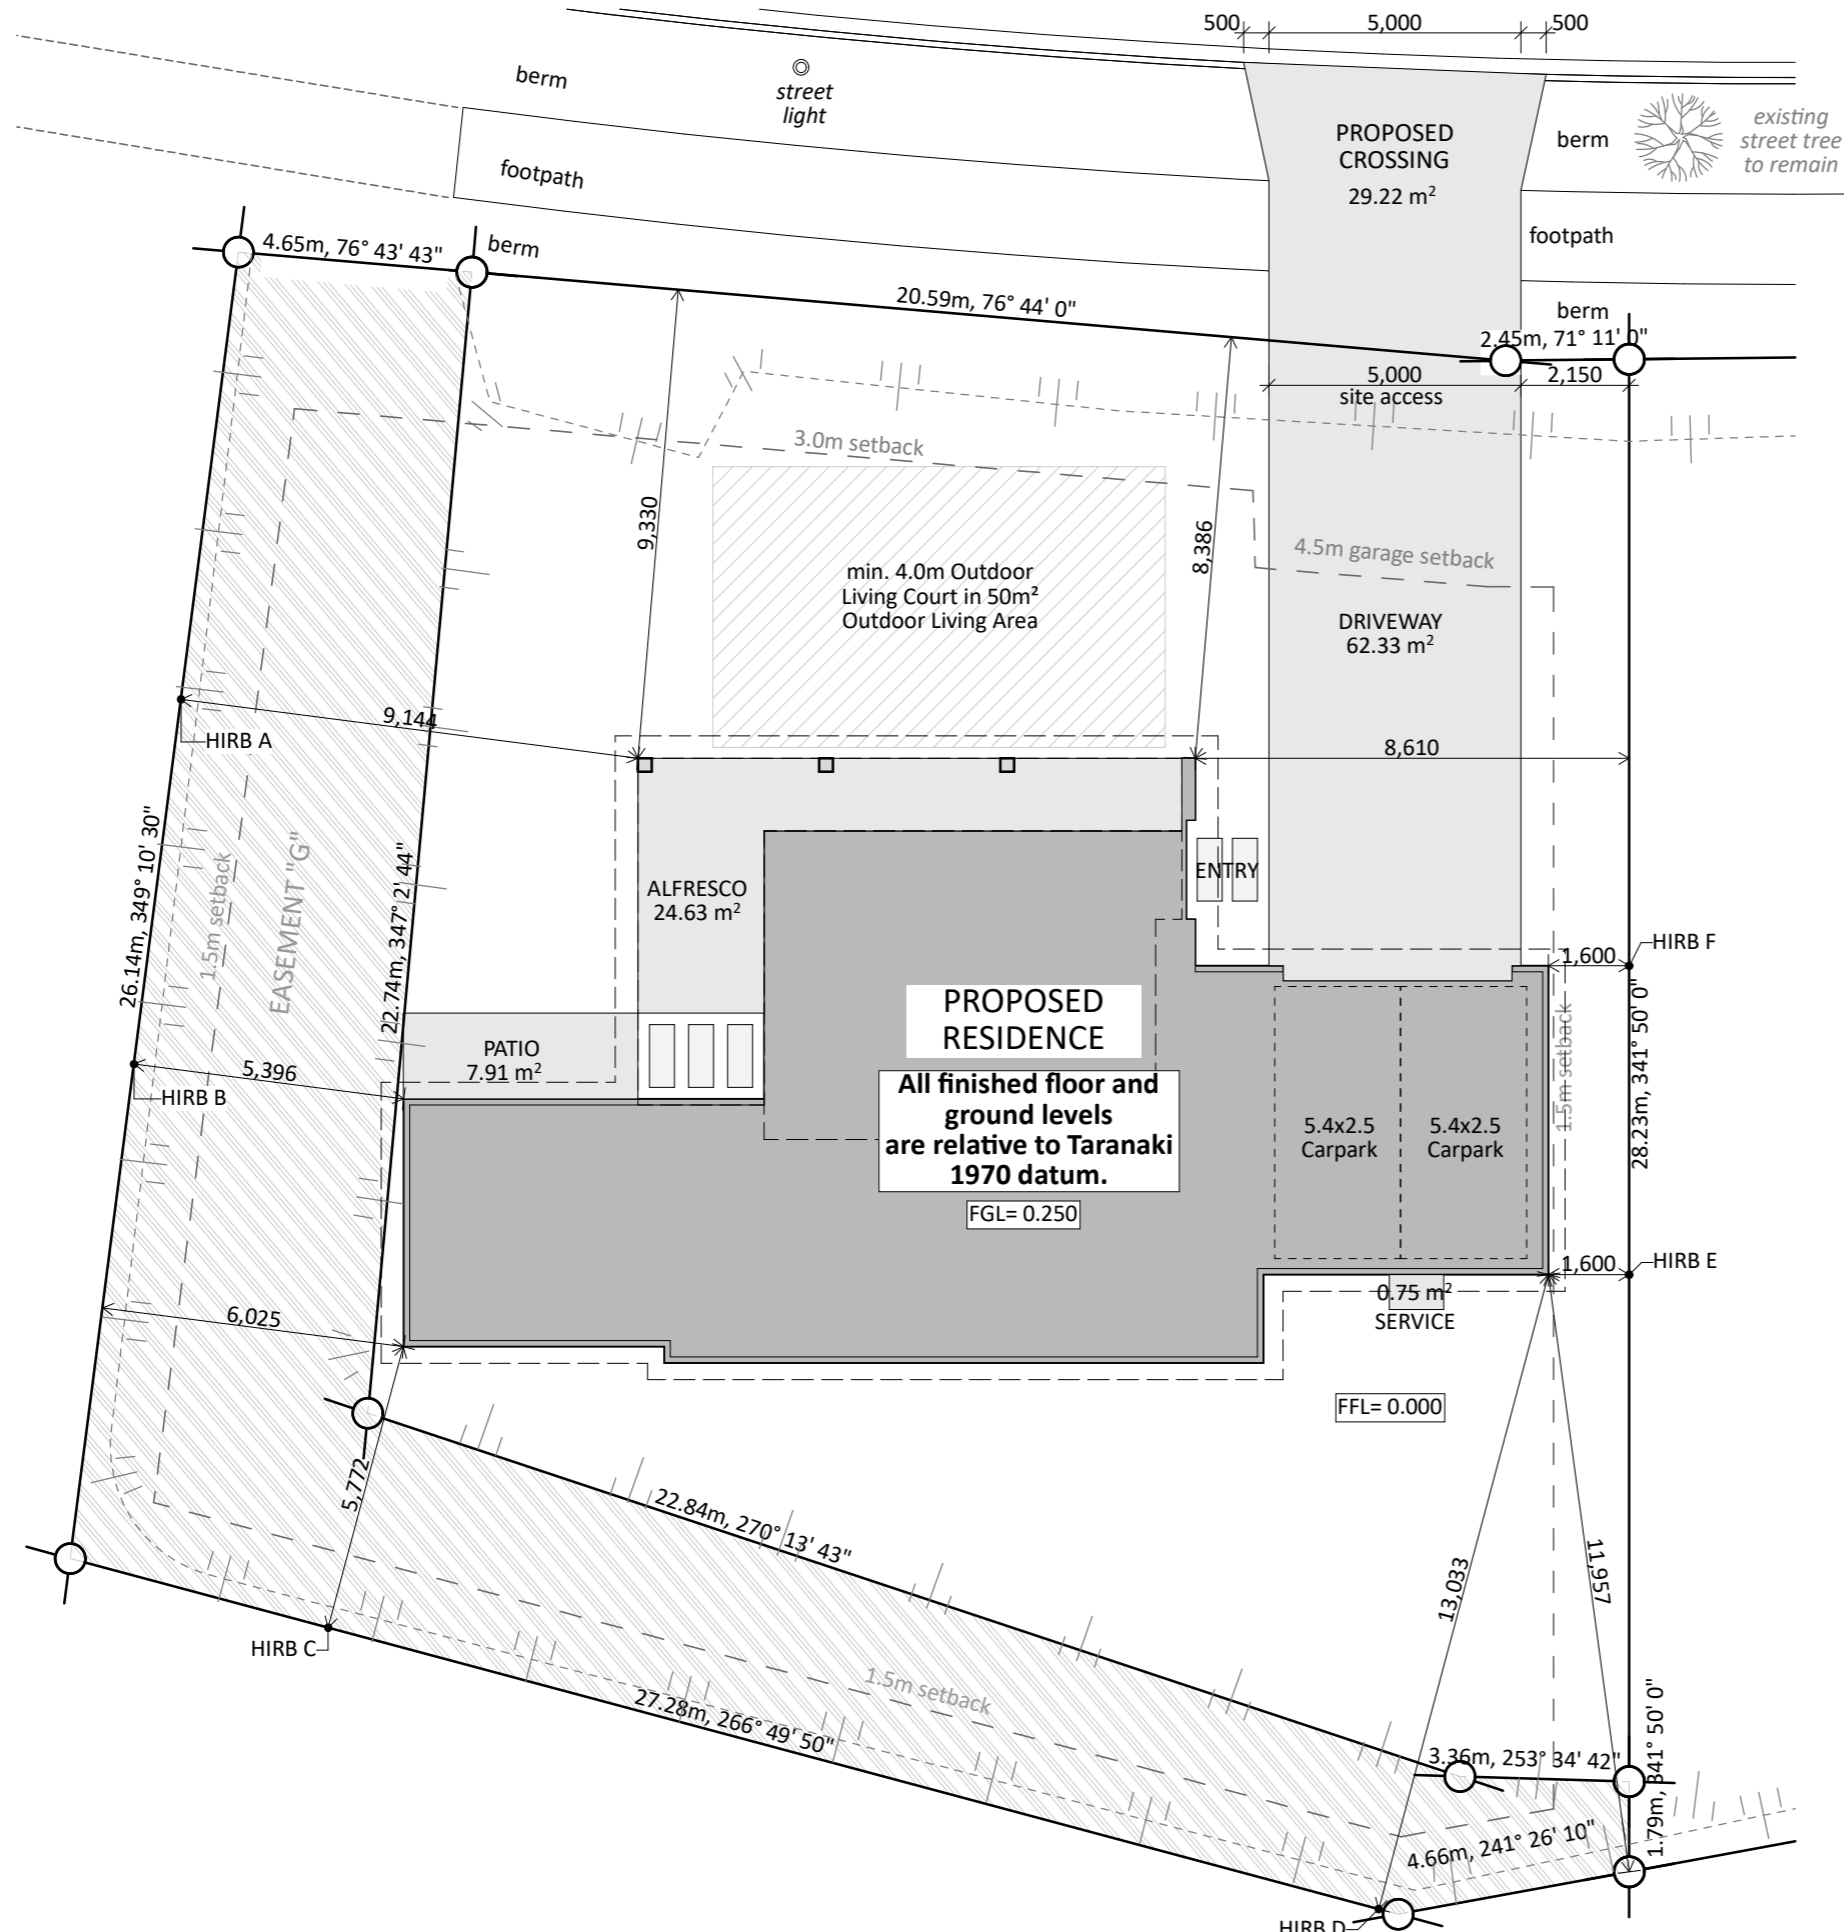 500
5,000
500
berm
street
light
PROPOSED
CROSSING
29.22 m²
berm
existing
street tree
to remain
footpath
footpath
4.65m, 76° 43' 43"
berm
20.59m, 76° 44' 0"
berm
2.45m, 71° 11' 0"
5,000
site access
2,150
3.0m setback
9,330
8,386
4.5m garage setback
min. 4.0m Outdoor
Living Court in 50m²
Outdoor Living Area
DRIVEWAY
62.33 m²
9,144
HIRB A
8,610
26.14m, 349° 10' 30"
1.5m setback
EASEMENT "G"
22.74m, 347° 2' 44"
ALFRESCO
24.63 m²
ENTRY
HIRB F
1,600
PROPOSED
RESIDENCE
28.23m, 341° 50' 0"
1.5m setback
PATIO
7.91 m²
5,396
HIRB B
All finished floor and
ground levels
are relative to Taranaki
1970 datum.
5.4x2.5
Carpark
5.4x2.5
Carpark
FGL= 0.250
1,600
HIRB E
0.75 m²
SERVICE
6,025
FFL= 0.000
5,772
22.84m, 270° 13' 43"
13,033
11,957
HIRB C
1.5m setback
27.28m, 266° 49' 50"
3.36m, 253° 34' 42"
1.79m, 341° 50' 0"
4.66m, 241° 26' 10"
HIRB D